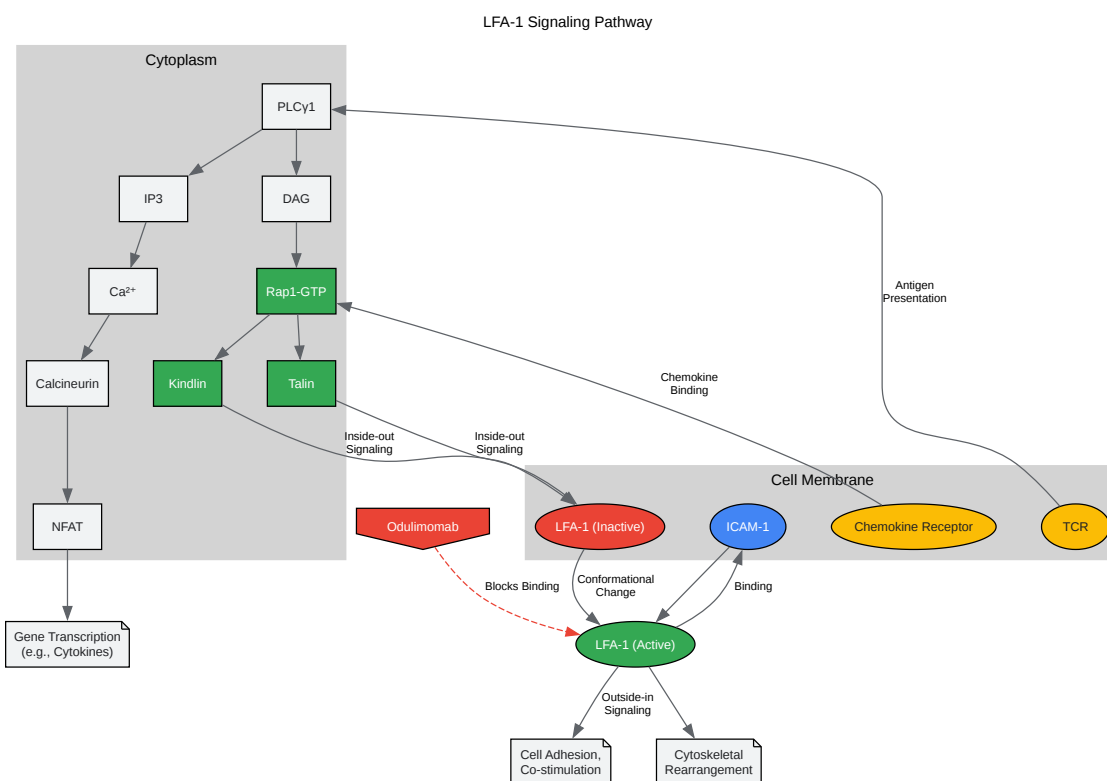 LFA-1 Signaling Pathway
Cytoplasm
PLCγ1
IP3
DAG
Ca²⁺
Rap1-GTP
Antigen
Presentation
Calcineurin
Kindlin
Talin
Chemokine
Binding
Inside-out
Signaling
Inside-out
Signaling
Cell Membrane
NFAT
Odulimomab
LFA-1 (Inactive)
ICAM-1
Chemokine Receptor
TCR
Blocks Binding
Conformational
Change
Binding
Gene Transcription
(e.g., Cytokines)
LFA-1 (Active)
Outside-in
Signaling
Cell Adhesion,
Co-stimulation
Cytoskeletal
Rearrangement